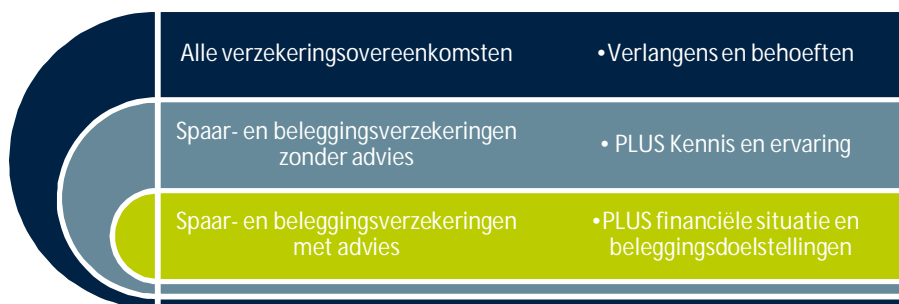 Alle verzekeringsovereenkomsten
•Verlangens en behoeften
Spaar- en beleggingsverzekeringen
zonder advies
• PLUS Kennis en ervaring
Spaar- en beleggingsverzekeringen
met advies
•PLUS financiële situatie en
beleggingsdoelstellingen